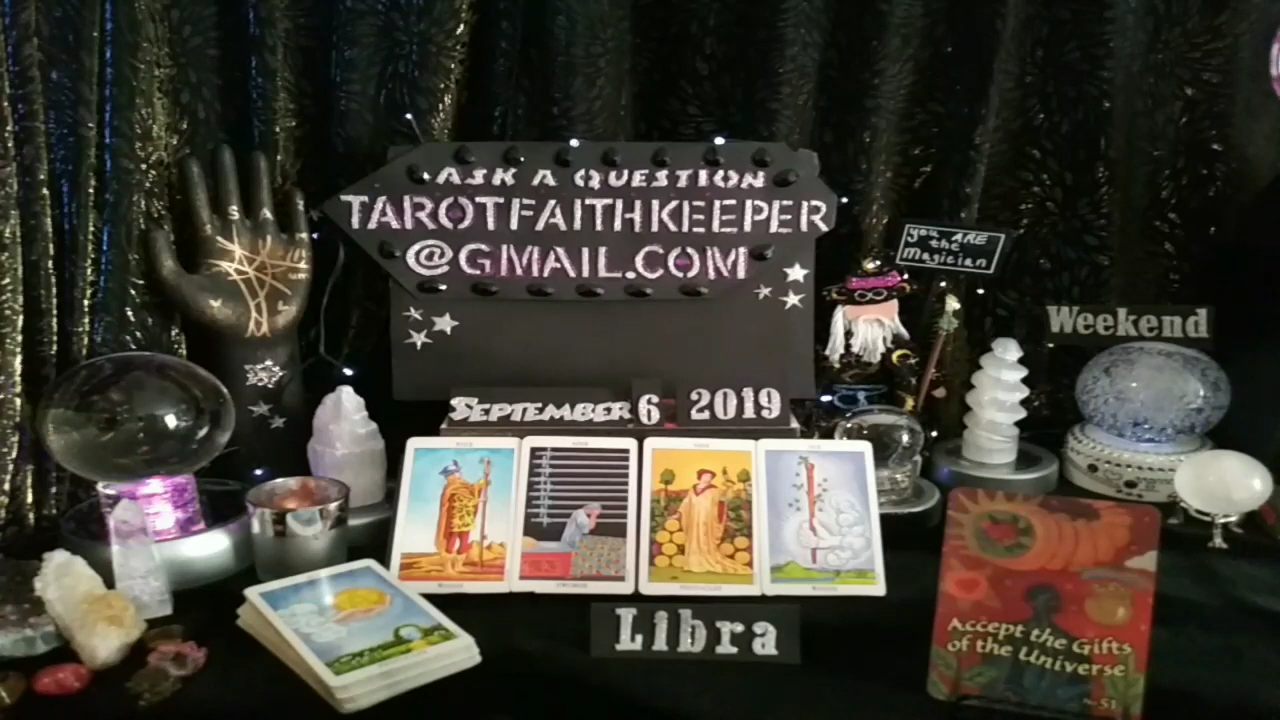 ASK A QUESTION
TAROTFAITHKEEPER
@GMAIL.COM
you ARE
the
Magician
Weekend
SEPTEMBER 6 2019
S A
Libra
Accept the Gifts
of the Universe
51